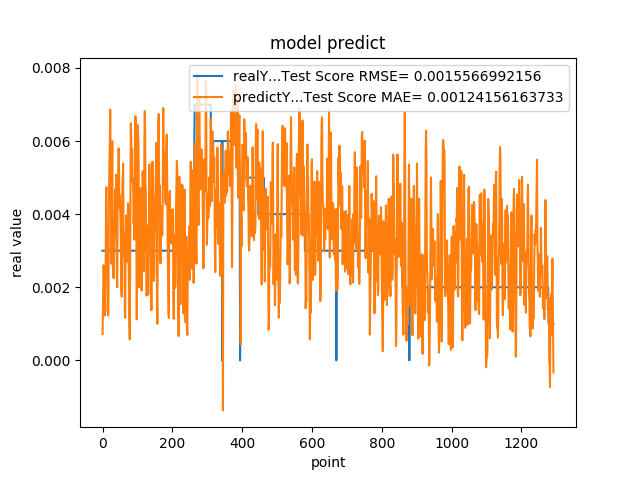 model predict
realY...Test Score RMSE= 0.0015566992156
predictY...Test Score MAE= 0.00124156163733
real value
0.008
0.006
0.004
0.002
0.000
0 200 400 600 800 1000 1200
point